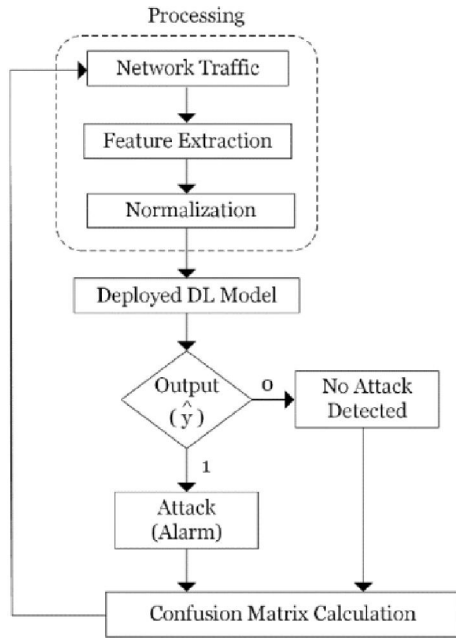 Processing
Network Traffic
Feature Extraction
Normalization
Deployed DL Model
Output
( ŷ )
0
No Attack
Detected
1
Attack
(Alarm)
Confusion Matrix Calculation